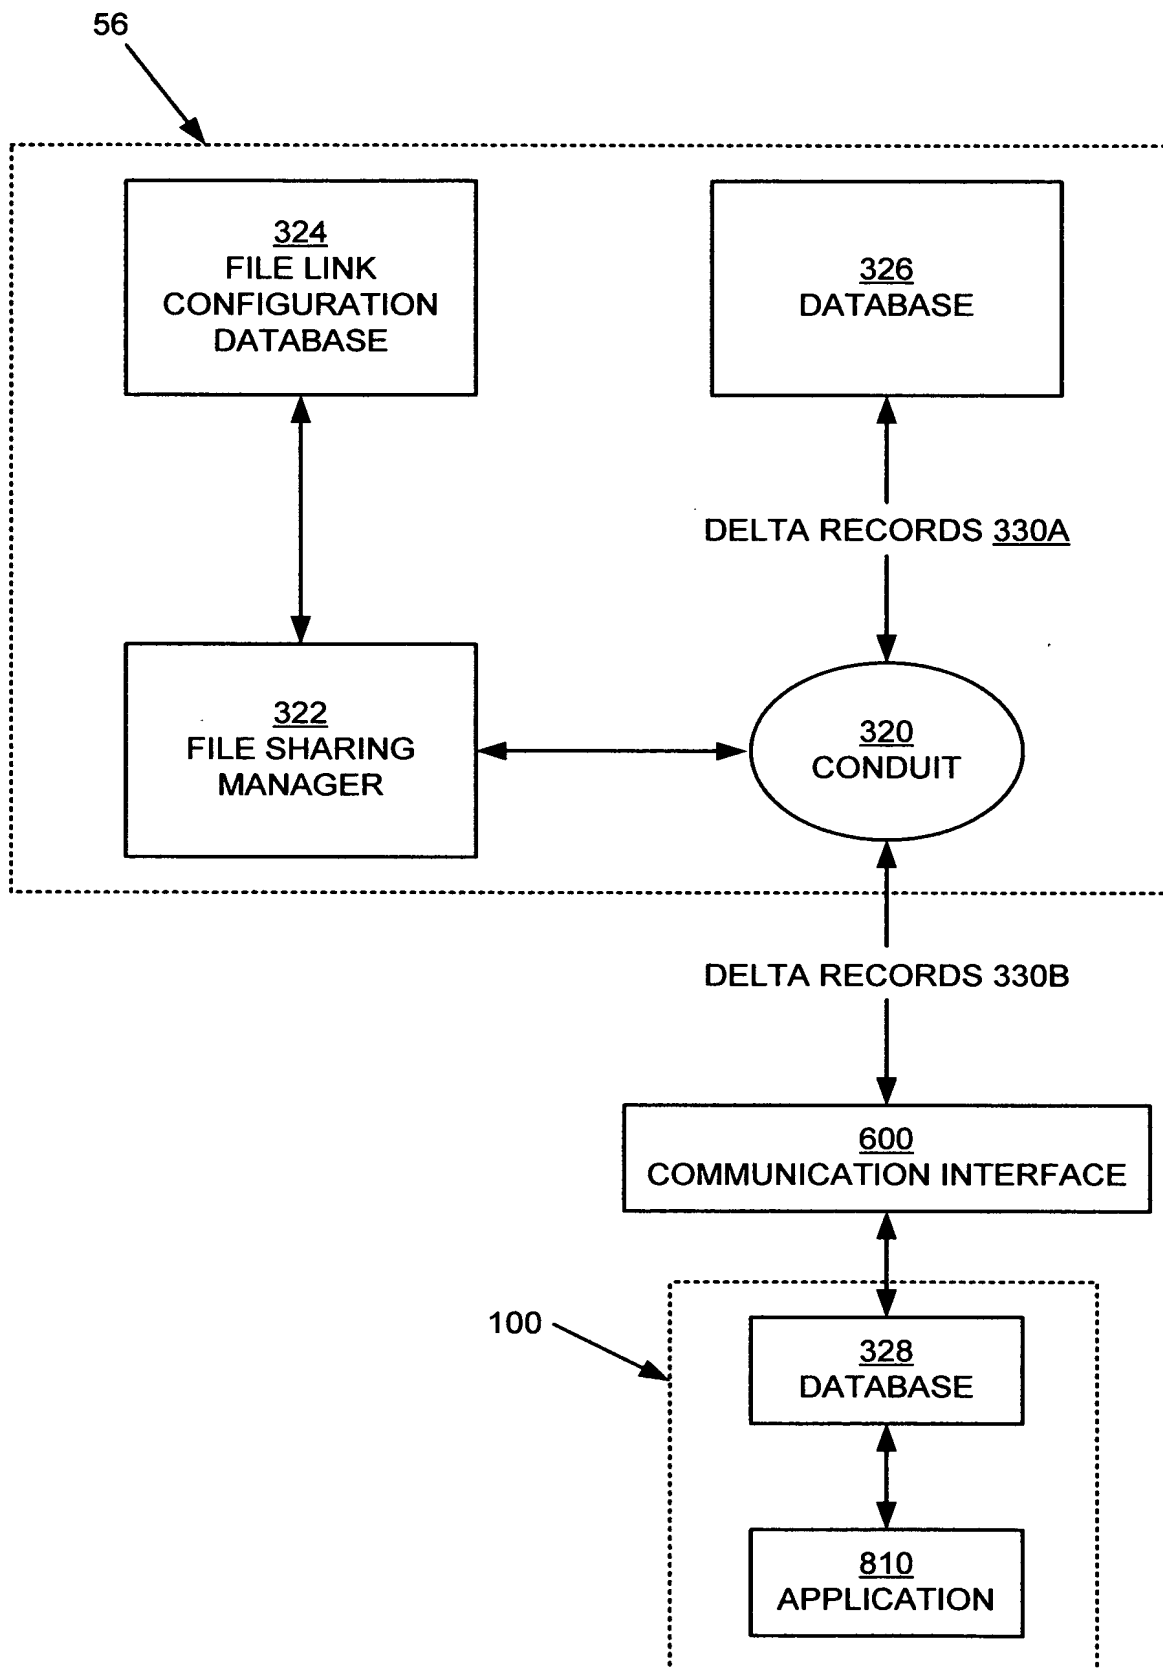 56
324
FILE LINK
CONFIGURATION
DATABASE
326
DATABASE
DELTA RECORDS 330A
322
FILE SHARING
MANAGER
320
CONDUIT
DELTA RECORDS 330B
600
COMMUNICATION INTERFACE
100
328
DATABASE
810
APPLICATION